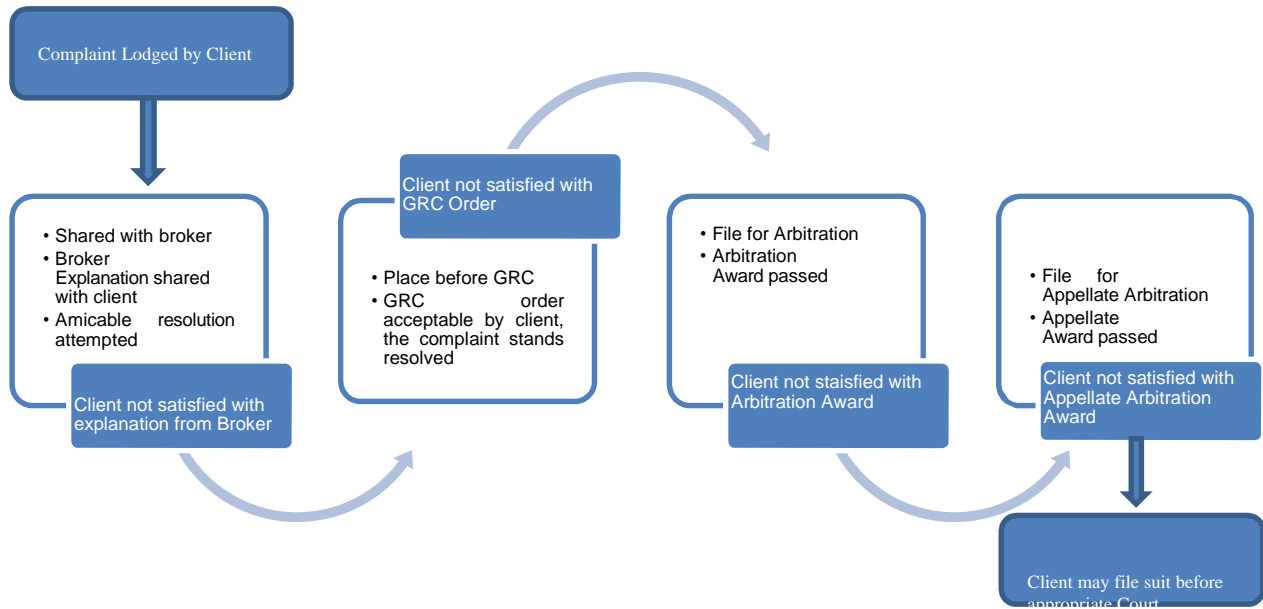 Complaint Lodged by Client
• Shared with broker
• Broker
Explanation shared
with client
• Amicable resolution
attempted
Client not satisfied with
explanation from Broker
Client not satisfied with
GRC Order
• Place before GRC
• GRC order
acceptable by client,
the complaint stands
resolved
• File for Arbitration
• Arbitration
Award passed
Client not staisfied with
Arbitration Award
• File for
Appellate Arbitration
• Appellate
Award passed
Client not satisfied with
Appellate Arbitration
Award
Client may file suit before
appropriate Court